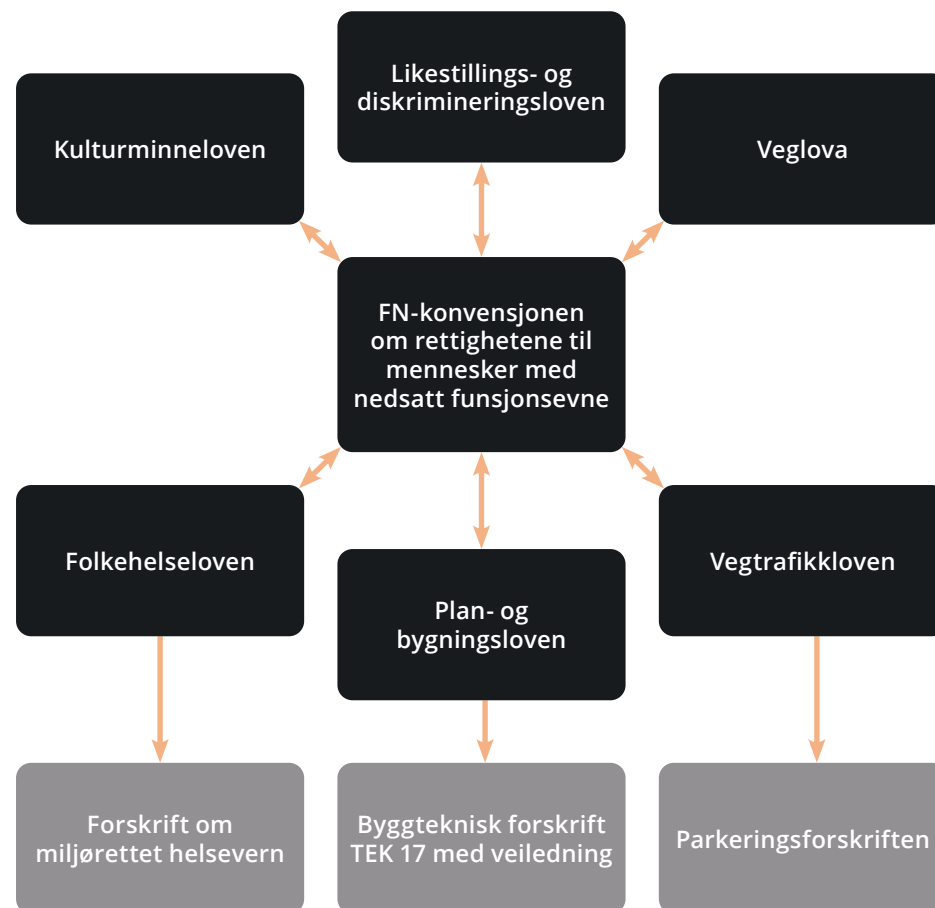 Likestillings- og
diskrimineringsloven
Kulturminneloven
Veglova
FN-konvensjonen
om rettighetene til
mennesker med
nedsatt funsjonsevne
Folkehelseloven
Plan- og
bygningsloven
Vegtrafikkloven
Forskrift om
miljørettet helsevern
Byggteknisk forskrift
TEK 17 med veiledning
Parkeringsforskriften